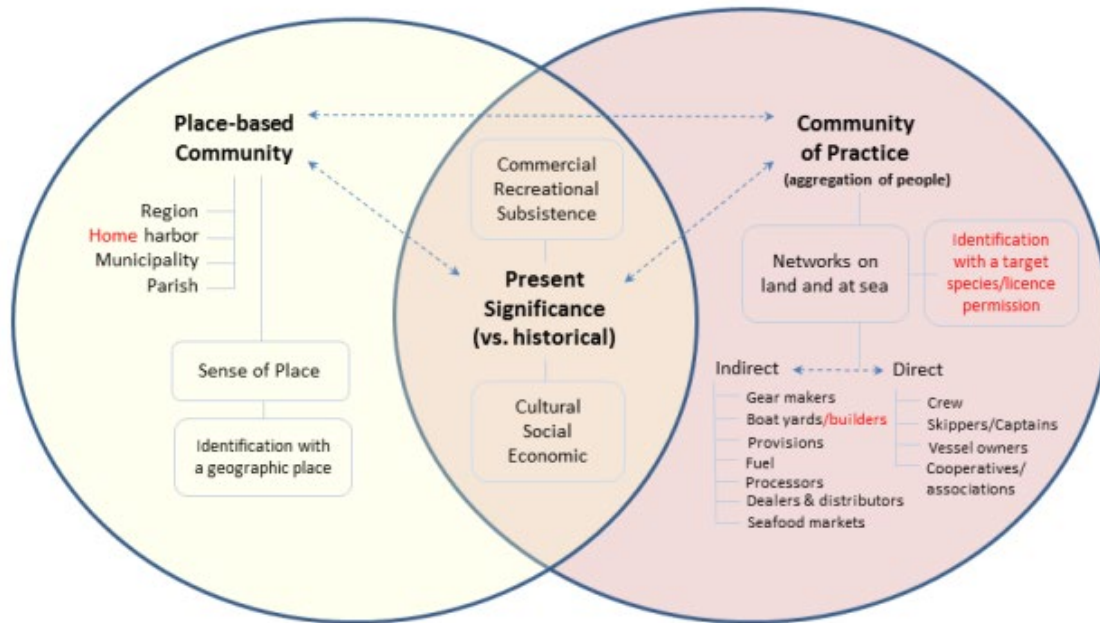 Place-based
Community
Region
Home harbor
Municipality
Parish
Sense of Place
Identification with
a geographic place
Commercial
Recreational
Subsistence
Present
Significance
(vs. historical)
Cultural
Social
Economic
Community
of Practice
(aggregation of people)
Networks on
land and at sea
Identification
with a target
species/licence
permission
Indirect
Gear makers
Boat yards/builders
Provisions
Fuel
Processors
Dealers & distributors
Seafood markets
Direct
Crew
Skippers/Captains
Vessel owners
Cooperatives/
associations